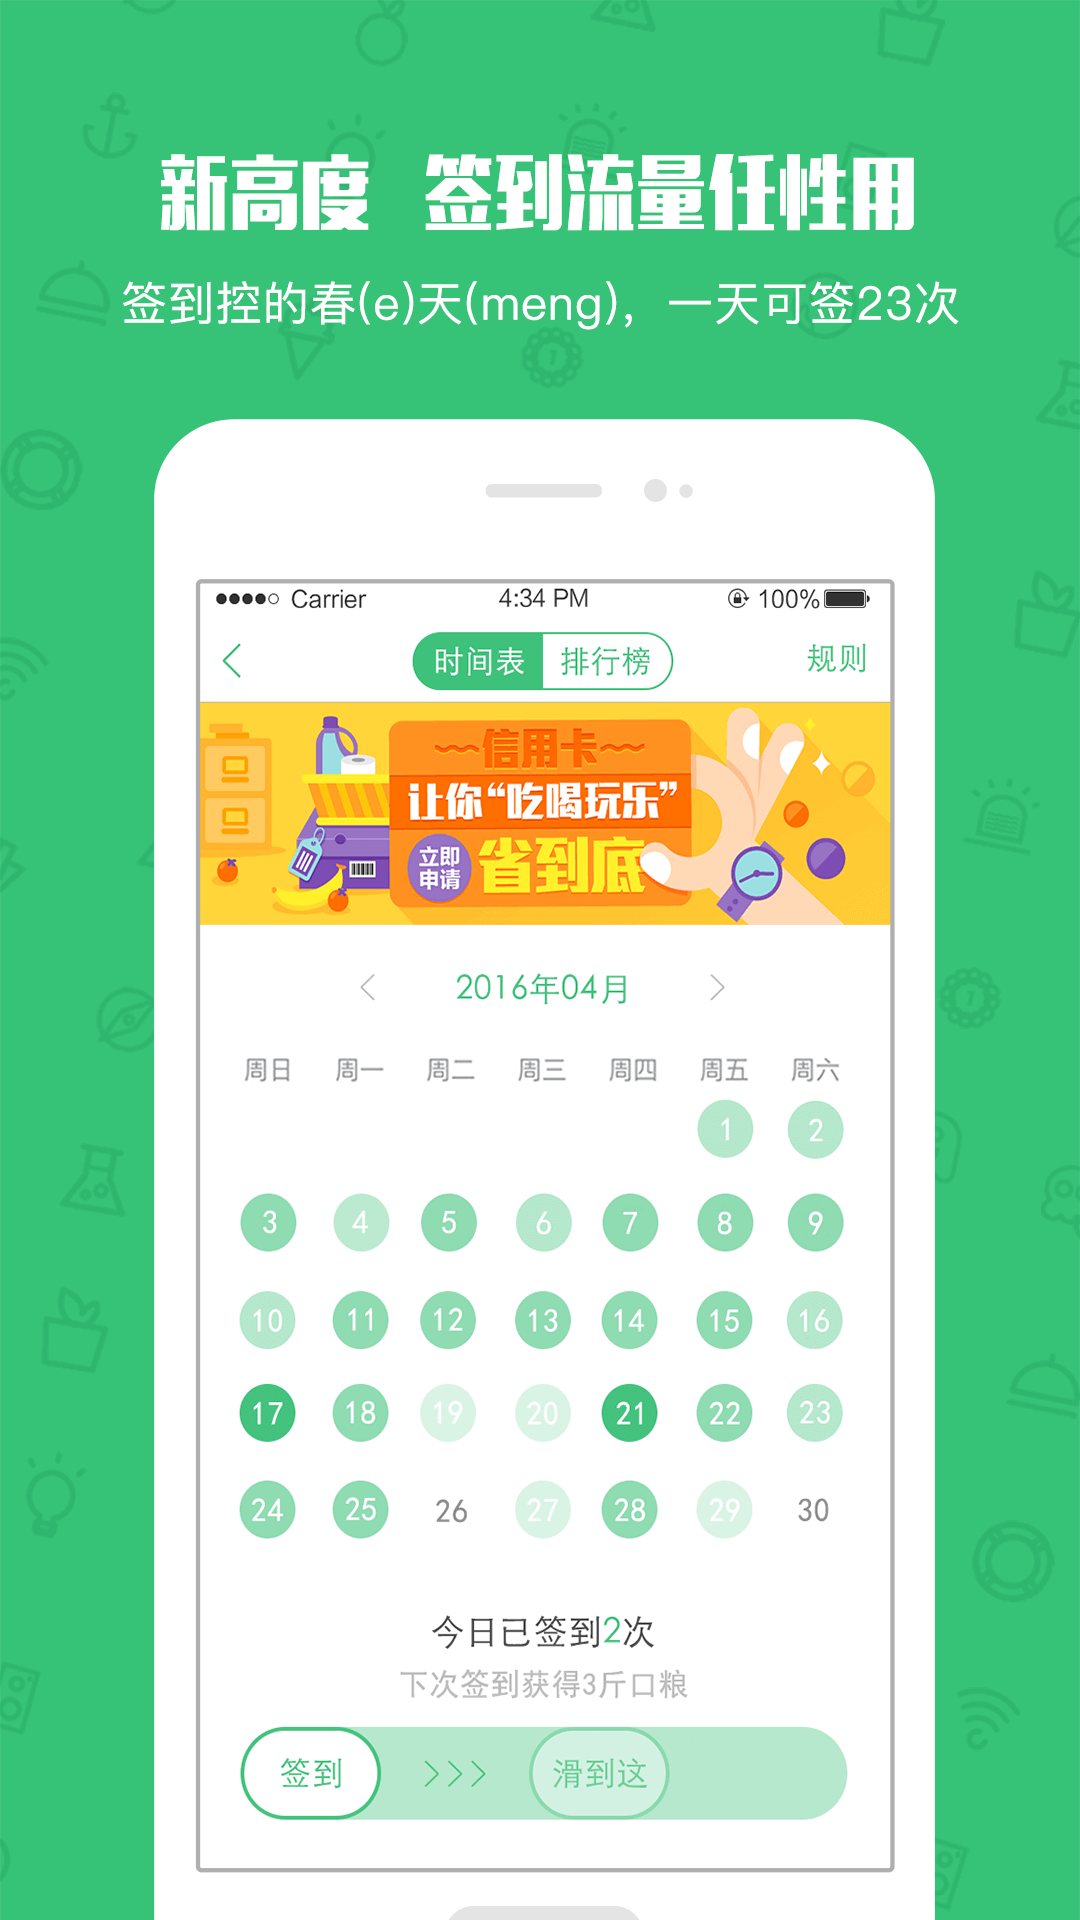 新高度 签到流量任性用
签到控的春(e)天(meng)，一天可签23次
Carrier 4:34 PM 100%
时间表 排行榜 规则
信用卡
让你“吃喝玩乐”
立即申请 省到底
2016年04月
周日 周一 周二 周三 周四 周五 周六
1 2
3 4 5 6 7 8 9
10 11 12 13 14 15 16
17 18 19 20 21 22 23
24 25 26 27 28 29 30
今日已签到2次
下次签到获得3斤口粮
签到 >>> 滑到这